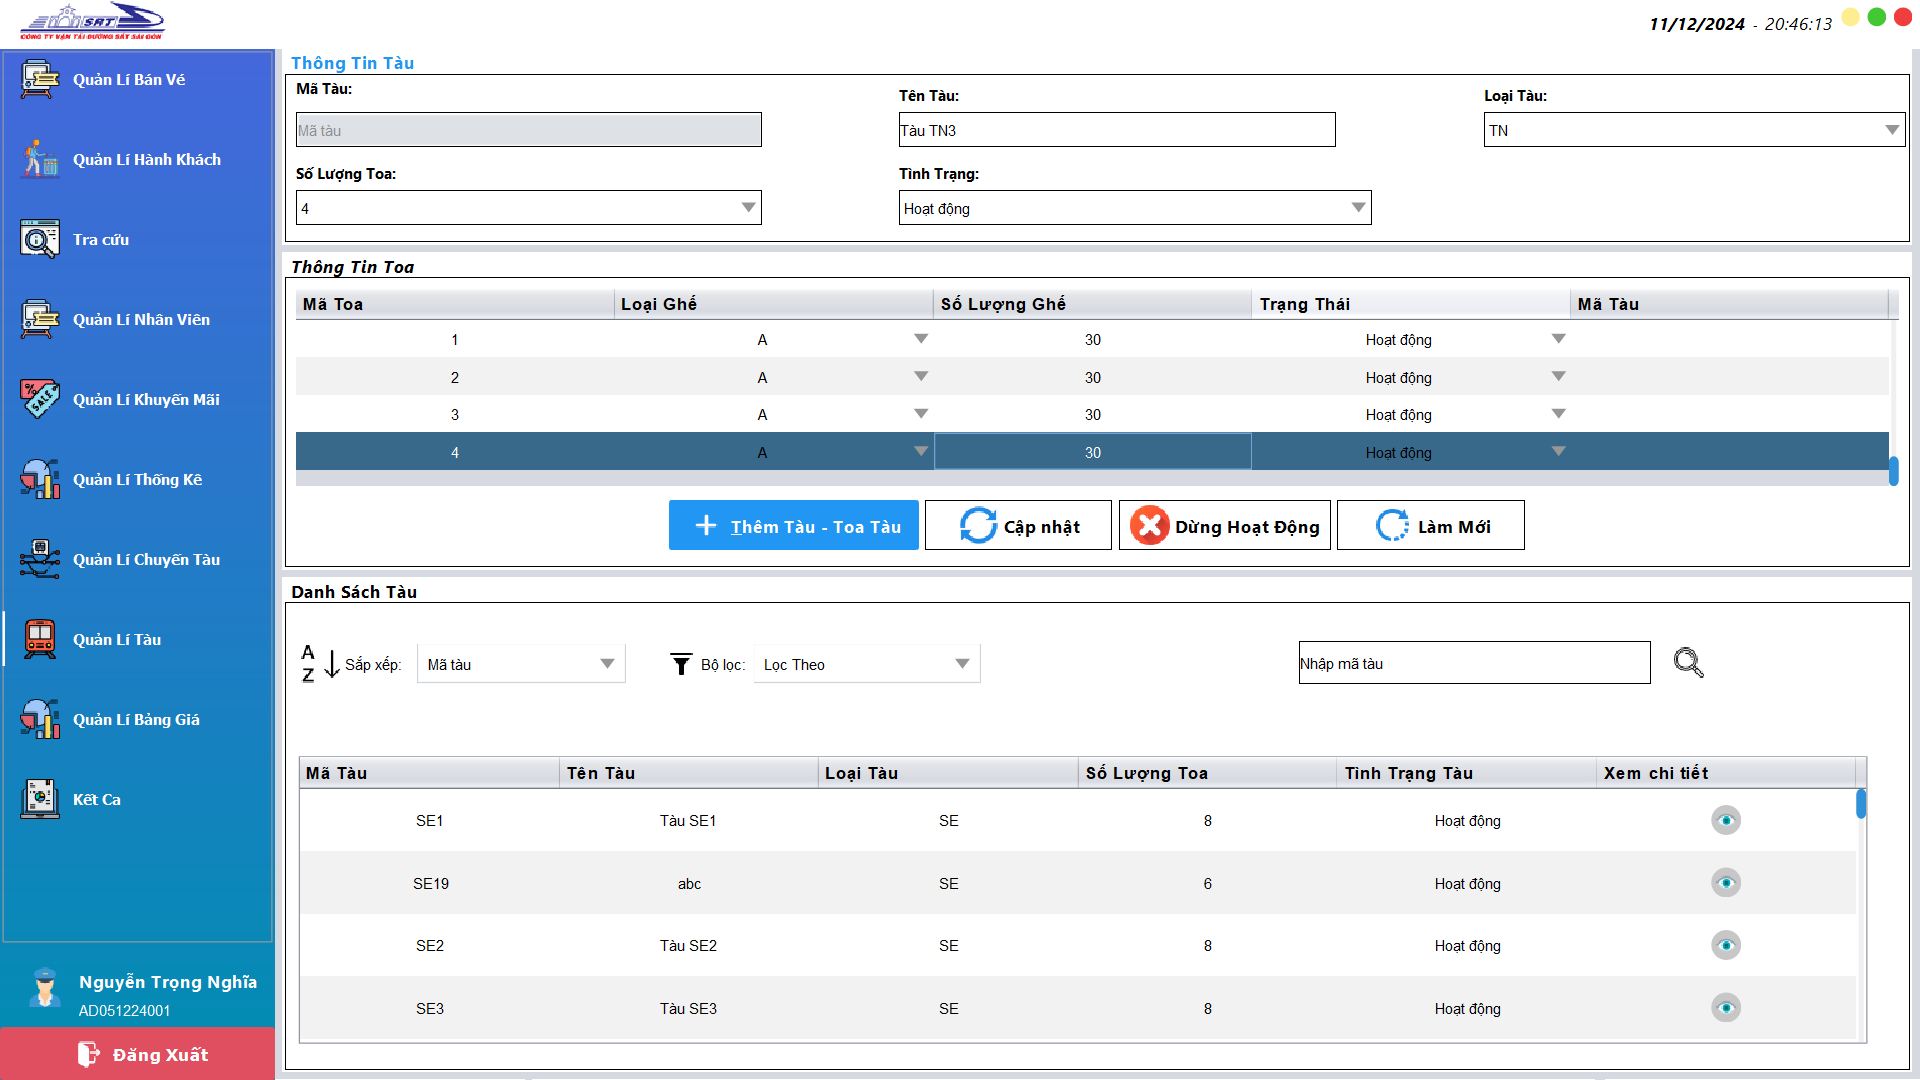 SRT
CÔNG TY VẬN TẢI ĐƯỜNG SẮT SÀI GÒN
11/12/2024 - 20:46:13
Quản Lí Bán Vé
Quản Lí Hành Khách
Tra cứu
Quản Lí Nhân Viên
Quản Lí Khuyến Mãi
Quản Lí Thống Kê
Quản Lí Chuyến Tàu
Quản Lí Tàu
Quản Lí Bảng Giá
Kết Ca
Nguyễn Trọng Nghĩa
AD051224001
Đăng Xuất
Thông Tin Tàu
Mã Tàu:
Mã tàu
Tên Tàu:
Tàu TN3
Loại Tàu:
TN
Số Lượng Toa:
4
Tình Trạng:
Hoạt động
Thông Tin Toa
Mã Toa Loại Ghế Số Lượng Ghế Trạng Thái Mã Tàu
1 A 30 Hoạt động
2 A 30 Hoạt động
3 A 30 Hoạt động
4 A 30 Hoạt động
Thêm Tàu - Toa Tàu
Cập nhật
Dừng Hoạt Động
Làm Mới
Danh Sách Tàu
A
Z
Sắp xếp:
Mã tàu
Bộ lọc:
Lọc Theo
Nhập mã tàu
Mã Tàu Tên Tàu Loại Tàu Số Lượng Toa Tình Trạng Tàu Xem chi tiết
SE1 Tàu SE1 SE 8 Hoạt động
SE19 abc SE 6 Hoạt động
SE2 Tàu SE2 SE 8 Hoạt động
SE3 Tàu SE3 SE 8 Hoạt động